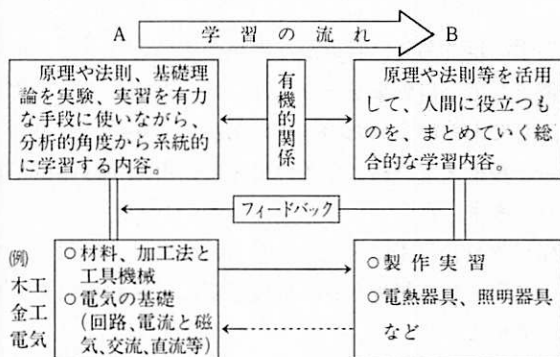 A 学習の流れ B
原理や法則、基礎理
論を実験、実習を有力
な手段に使いながら、
分析的角度から系統的
に学習する内容。
有機的関係
原理や法則等を活用
して、人間に役立つも
のを、まとめていく総
合的な学習内容。
フィードバック
(例)
木工
金工
電気
○材料、加工法と
工具機械
○電気の基礎
(回路、電流と磁
気、交流、直流等)
○製作実習
○電熱器具、照明器具
など